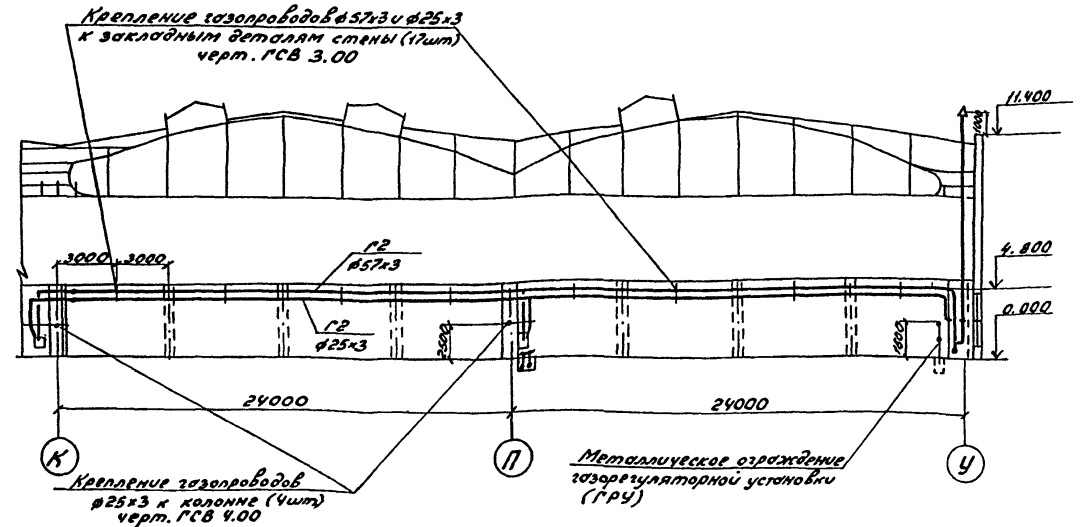 Крепление газопроводов ф57х3 и ф25х3
к закладным деталям стены (17шт)
черт. ГСВ 3.00
11.400
1000
3000 3000
Г2
ф57х3
4.800
Г2
ф25х3
0.000
2500
1800
24000 24000
К П У
Крепление газопроводов
ф25х3 к колонне (4шт)
черт. ГСВ 4.00
Металлическое ограждение
газорегуляторной установки
(ГРУ)